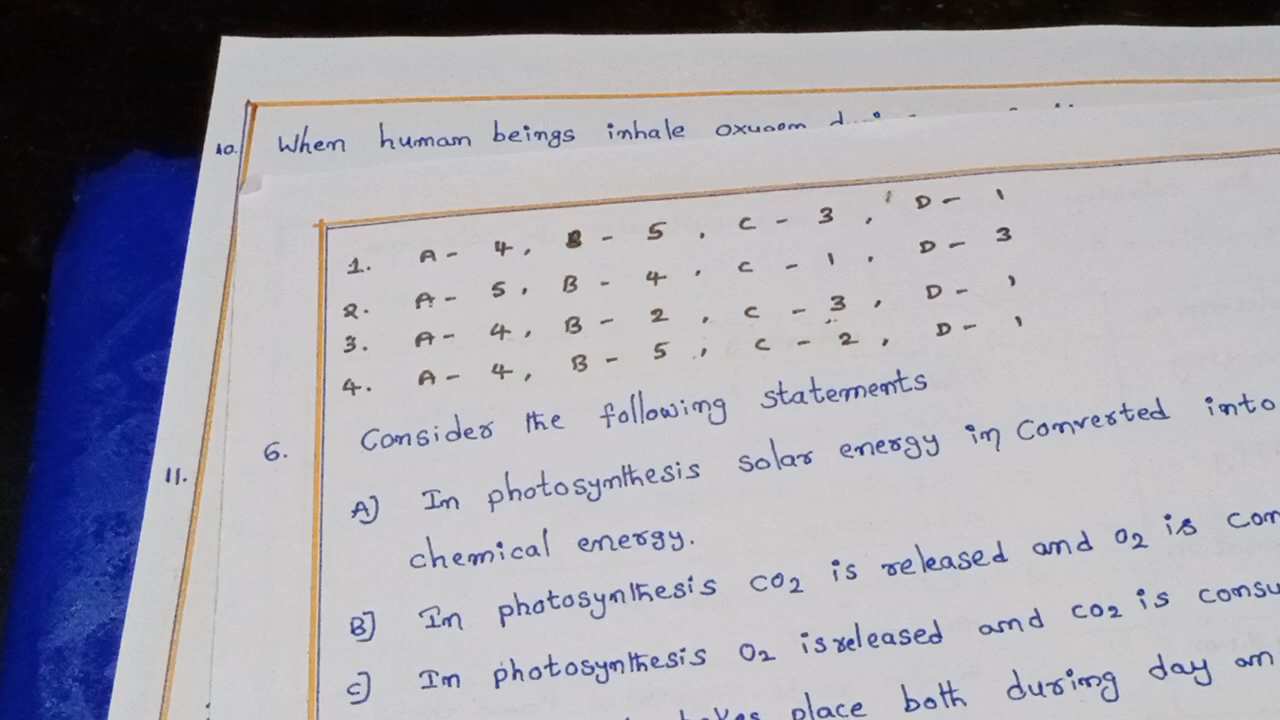 10. When human beings inhale
1. A - 4, B - 5, C - 3, D - 1
2. A - 5, B - 4, C - 1, D - 3
3. A - 4, B - 2, C - 3, D - 1
4. A - 4, B - 5, C - 2, D - 1
6. Consider the following statements
A) In photosynthesis solar energy in converted into
chemical energy.
11.
B) In photosynthesis CO2 is released and O2 is con
C) In photosynthesis O2 is released and CO2 is consu
place both during day an